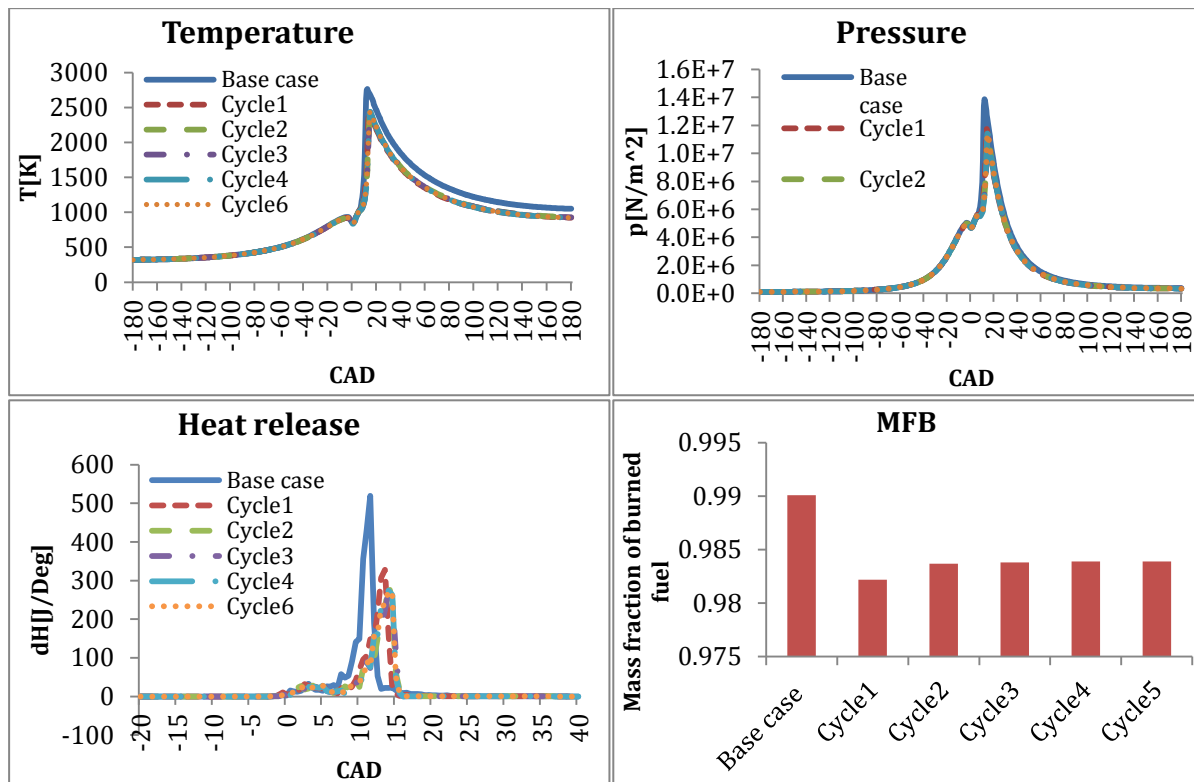 Temperature
3000
2500
2000
1500
1000
500
0
T[K]
Base case
Cycle1
Cycle2
Cycle3
Cycle4
Cycle6
-180
-160
-140
-120
-100
-80
-60
-40
-20
0
20
40
60
80
100
120
140
160
180
CAD
Pressure
1.6E+7
1.4E+7
1.2E+7
1.0E+7
8.0E+6
6.0E+6
4.0E+6
2.0E+6
0.0E+0
p[N/m^2]
Base
case
Cycle1
Cycle2
-180
-160
-140
-120
-100
-80
-60
-40
-20
0
20
40
60
80
100
120
140
160
180
CAD
Heat release
600
500
400
300
200
100
0
-100
dH[J/Deg]
Base case
Cycle1
Cycle2
Cycle3
Cycle4
Cycle6
-20
-15
-10
-5
0
5
10
15
20
25
30
35
40
CAD
MFB
0.995
0.99
0.985
0.98
0.975
Mass fraction of burned
fuel
Base case
Cycle1
Cycle2
Cycle3
Cycle4
Cycle5